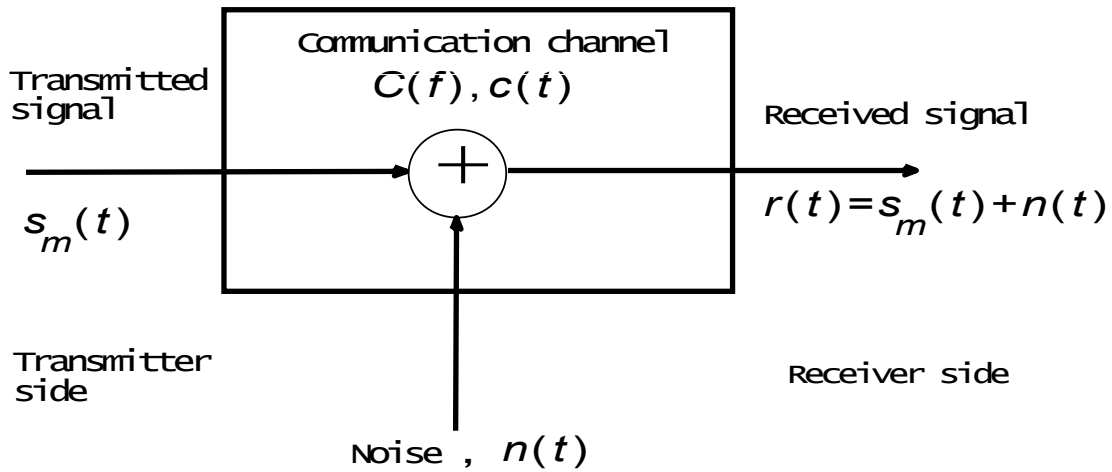 Communication channel
C(f), c(t)
Transmitted
signal
Received signal
+
s_m(t)
r(t)=s_m(t)+n(t)
Transmitter
side
Receiver side
Noise , n(t)